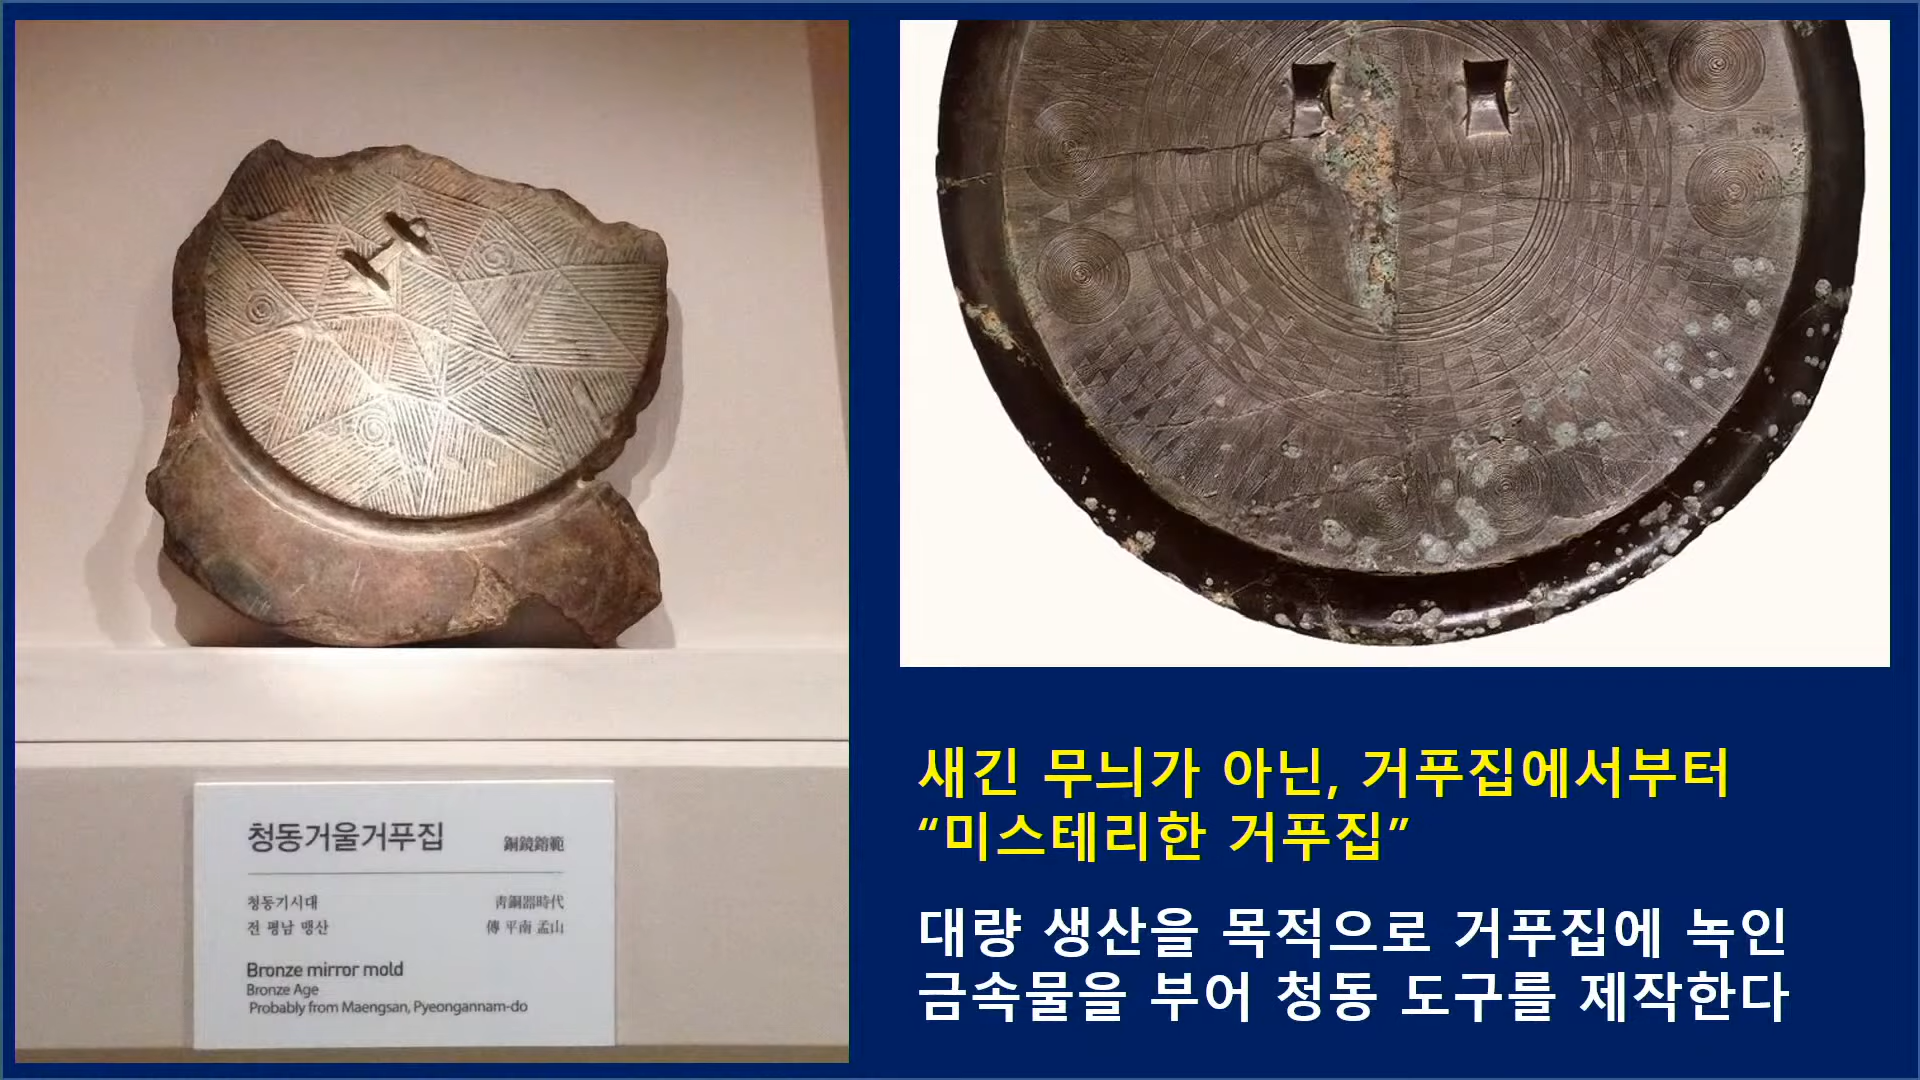 청동거울거푸집 銅鏡鎔範
청동기시대 靑銅器時代
전 평남 맹산 傳 平南 孟山
Bronze mirror mold
Bronze Age
Probably from Maengsan, Pyeongannam-do
새긴 무늬가 아닌, 거푸집에서부터
“미스테리한 거푸집”
대량 생산을 목적으로 거푸집에 녹인
금속물을 부어 청동 도구를 제작한다